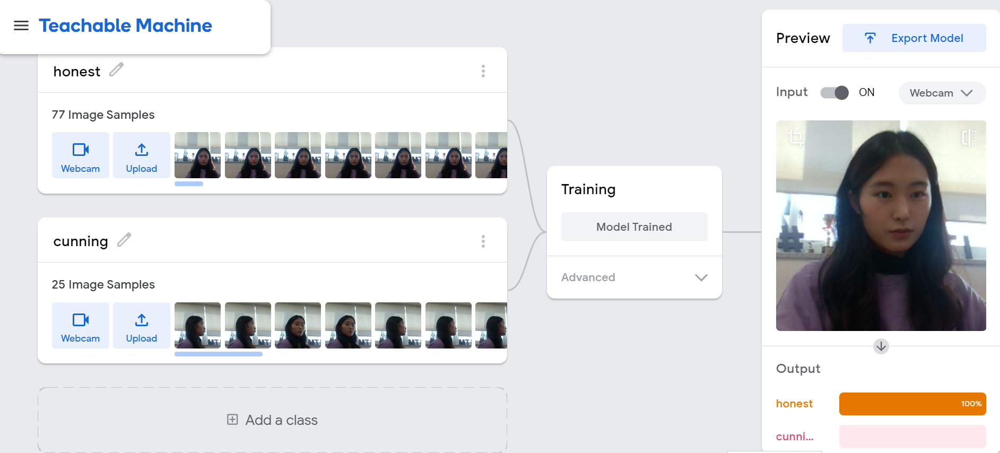 Teachable Machine
honest
77 Image Samples
Webcam
Upload
cunning
25 Image Samples
Webcam
Upload
Add a class
Training
Model Trained
Advanced
Preview
Export Model
Input
ON
Webcam
Output
honest
100%
cunni...